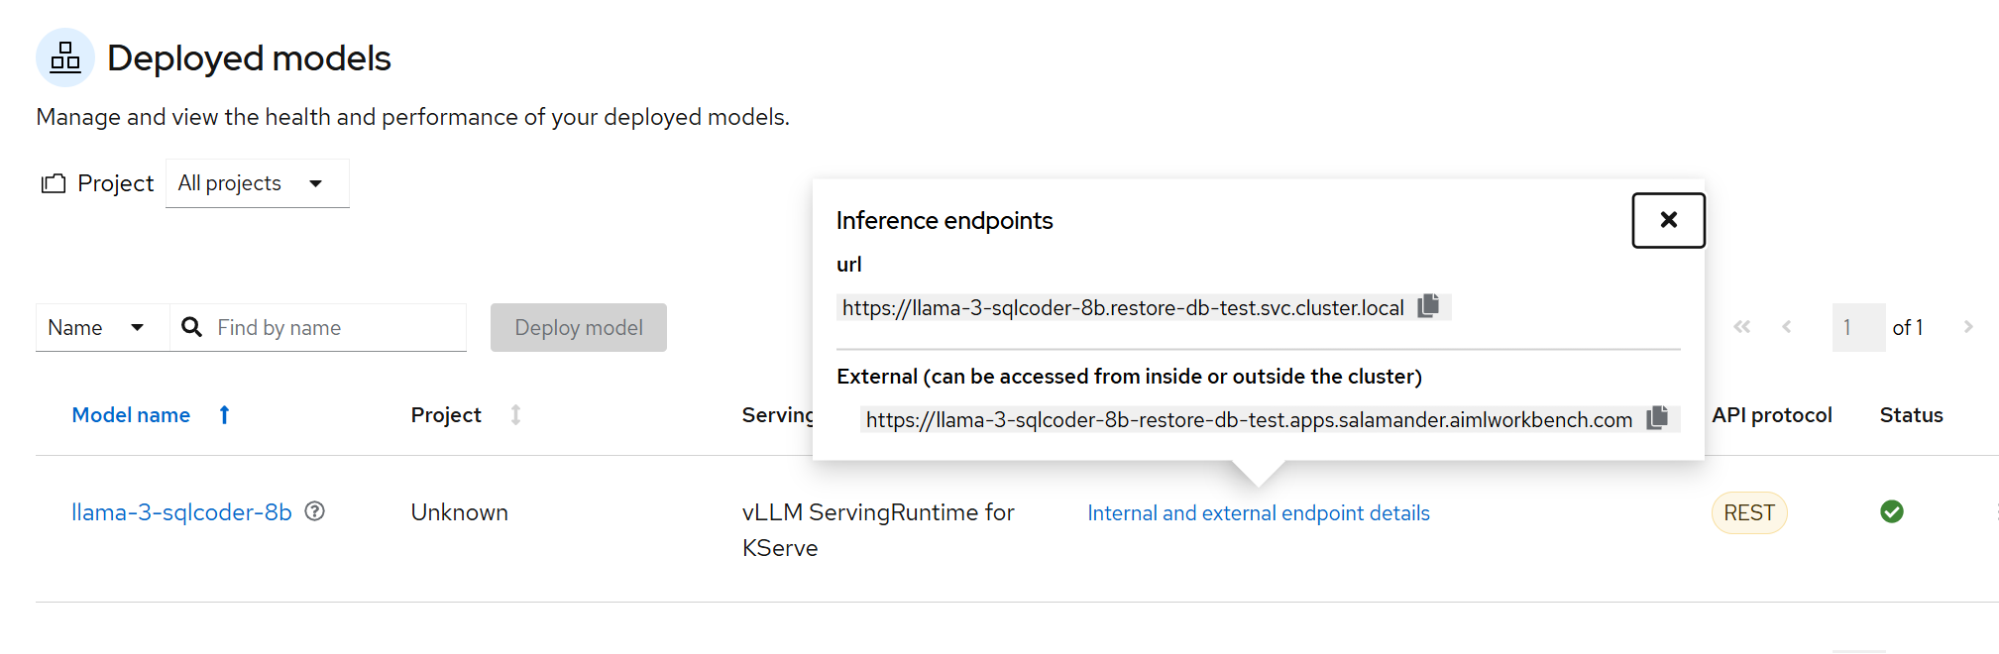 Deployed models
Manage and view the health and performance of your deployed models.
Project All projects
Inference endpoints
url
https://llama-3-sqlcoder-8b.restore-db-test.svc.cluster.local
External (can be accessed from inside or outside the cluster)
https://llama-3-sqlcoder-8b-restore-db-test.apps.salamander.aimlworkbench.com
Name Find by name Deploy model 1 of 1
Model name Project Serving API protocol Status
llama-3-sqlcoder-8b Unknown vLLM ServingRuntime for Internal and external endpoint details REST
KServe